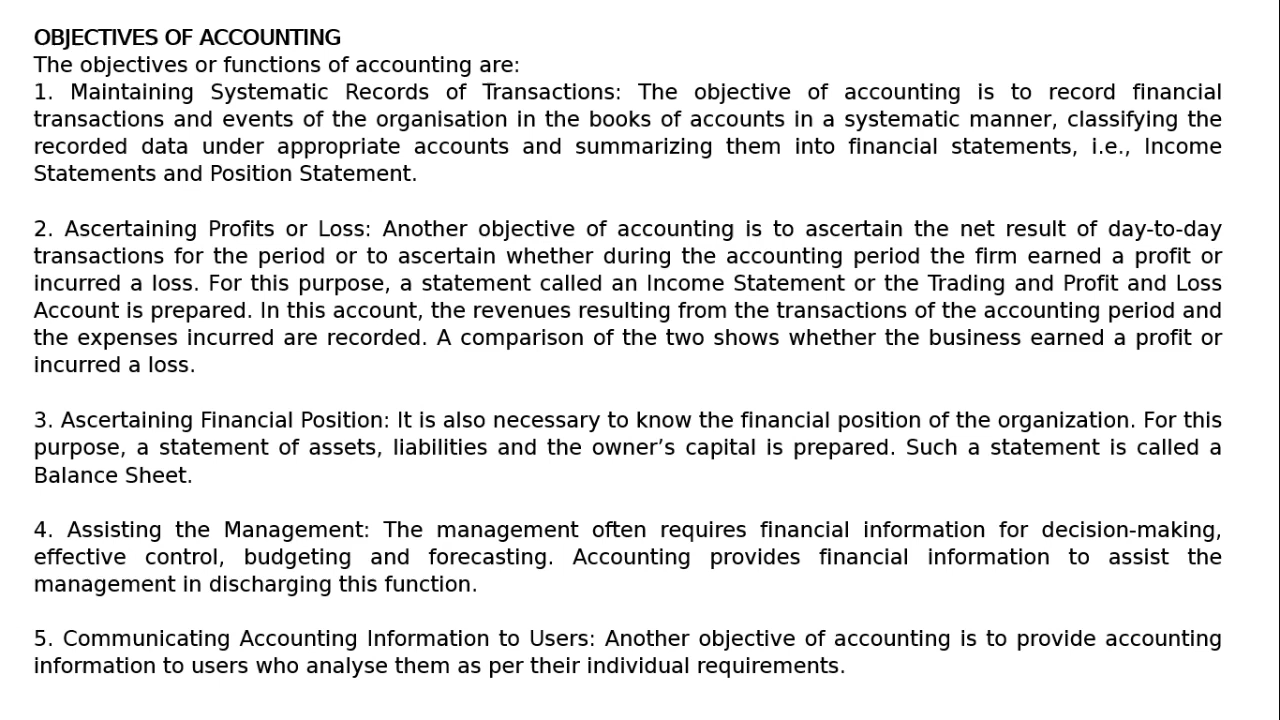 OBJECTIVES OF ACCOUNTING
The objectives or functions of accounting are:
1. Maintaining Systematic Records of Transactions: The objective of accounting is to record financial
transactions and events of the organisation in the books of accounts in a systematic manner, classifying the
recorded data under appropriate accounts and summarizing them into financial statements, i.e., Income
Statements and Position Statement.
2. Ascertaining Profits or Loss: Another objective of accounting is to ascertain the net result of day-to-day
transactions for the period or to ascertain whether during the accounting period the firm earned a profit or
incurred a loss. For this purpose, a statement called an Income Statement or the Trading and Profit and Loss
Account is prepared. In this account, the revenues resulting from the transactions of the accounting period and
the expenses incurred are recorded. A comparison of the two shows whether the business earned a profit or
incurred a loss.
3. Ascertaining Financial Position: It is also necessary to know the financial position of the organization. For this
purpose, a statement of assets, liabilities and the owner’s capital is prepared. Such a statement is called a
Balance Sheet.
4. Assisting the Management: The management often requires financial information for decision-making,
effective control, budgeting and forecasting. Accounting provides financial information to assist the
management in discharging this function.
5. Communicating Accounting Information to Users: Another objective of accounting is to provide accounting
information to users who analyse them as per their individual requirements.